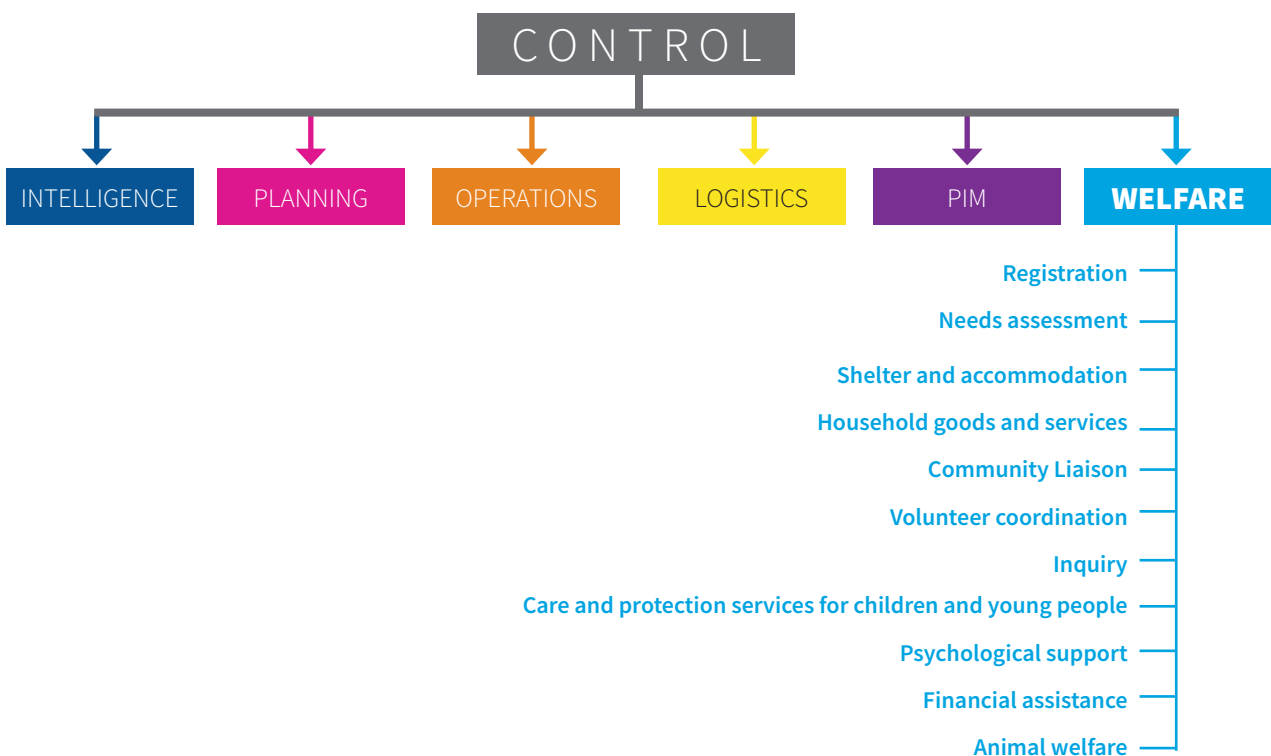 CONTROL
INTELLIGENCE
PLANNING
OPERATIONS
LOGISTICS
PIM
WELFARE
Registration
Needs assessment
Shelter and accommodation
Household goods and services
Community Liaison
Volunteer coordination
Inquiry
Care and protection services for children and young people
Psychological support
Financial assistance
Animal welfare